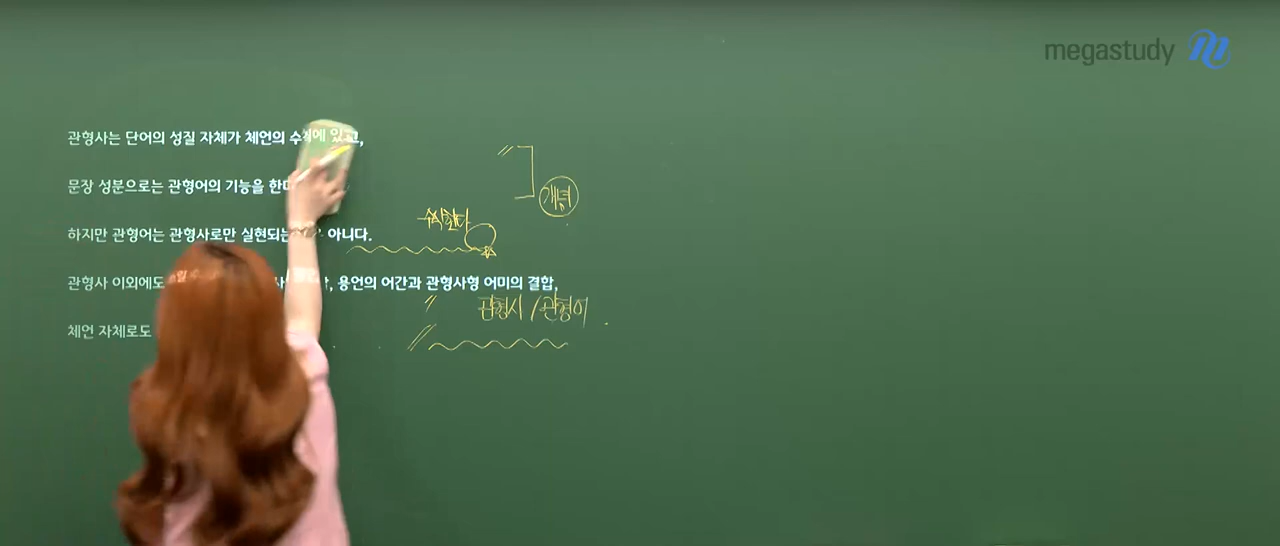 megastudy
관형사는 단어의 성질 자체가 체언의 수식에 있고,
문장 성분으로는 관형어의 기능을 한다
개념
수식한다
하지만 관형어는 관형사로만 실현되는 아니다.
관형사 이외에도 용언의 어간과 관형사형 어미의 결합,
관형사 / 관형어
체언 자체로도